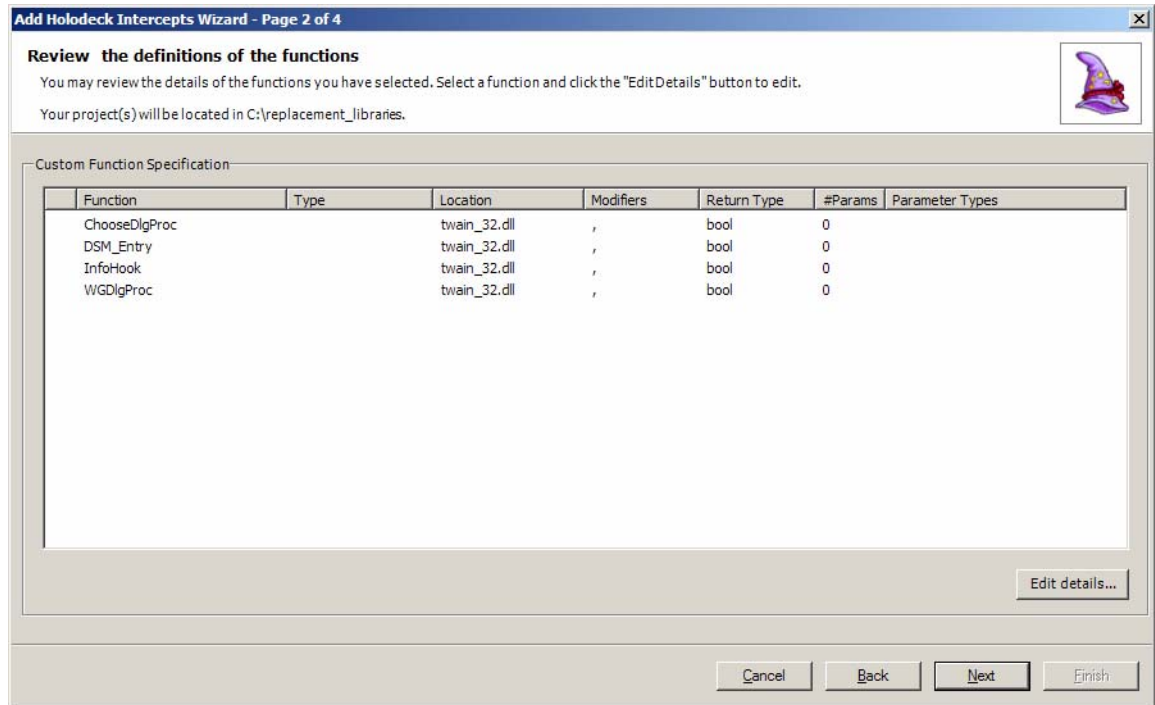 Add Holodeck Intercepts Wizard - Page 2 of 4
Review the definitions of the functions
You may review the details of the functions you have selected. Select a function and click the "EditDetails" button to edit.
Your project(s) will be located in C:\replacement_libraries.
Custom Function Specification
Function Type Location Modifiers Return Type #Params Parameter Types
ChooseDlgProc twain_32.dll , bool 0
DSM_Entry twain_32.dll , bool 0
InfoHook twain_32.dll , bool 0
WGDlgProc twain_32.dll , bool 0
Edit details...
Cancel Back Next Finish